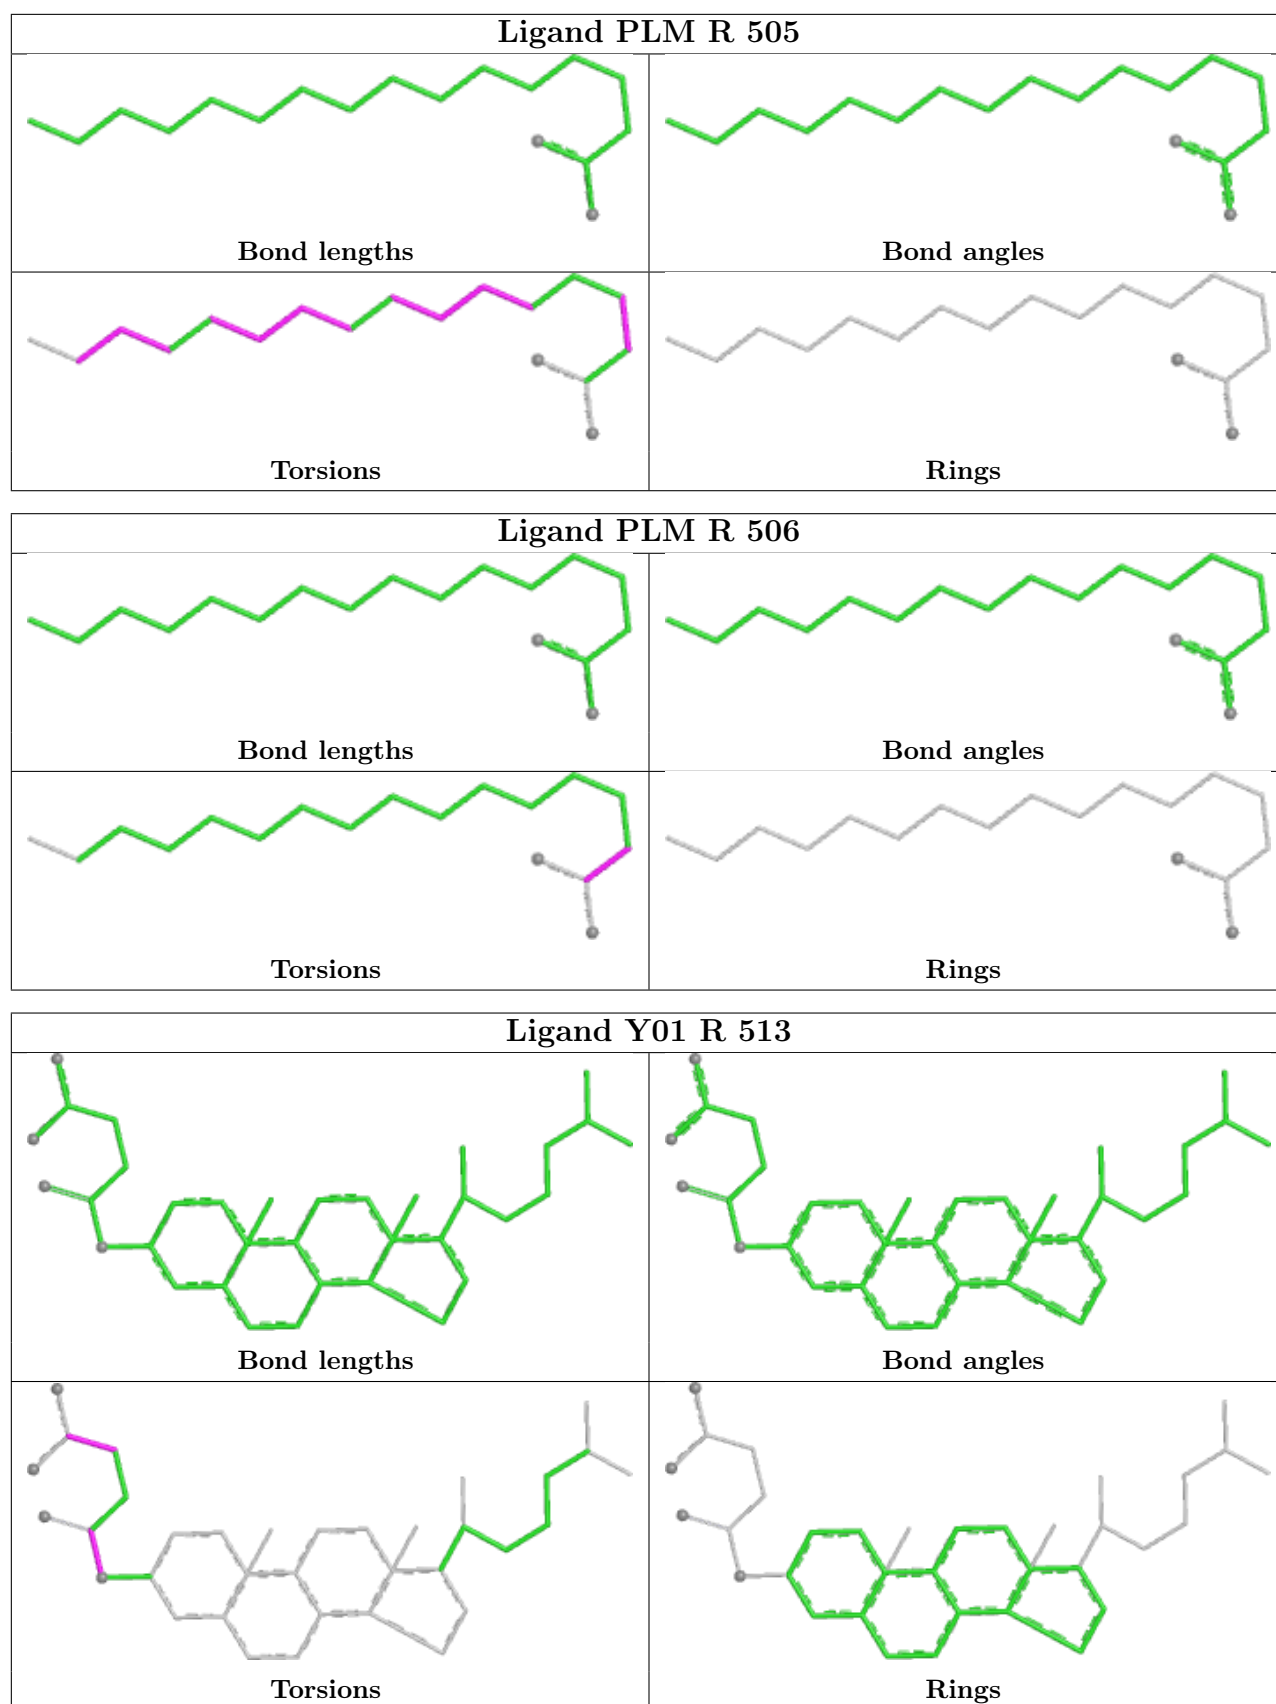 Ligand PLM R 505
Bond lengths
Bond angles
Torsions
Rings
Ligand PLM R 506
Bond lengths
Bond angles
Torsions
Rings
Ligand Y01 R 513
Bond lengths
Bond angles
Torsions
Rings